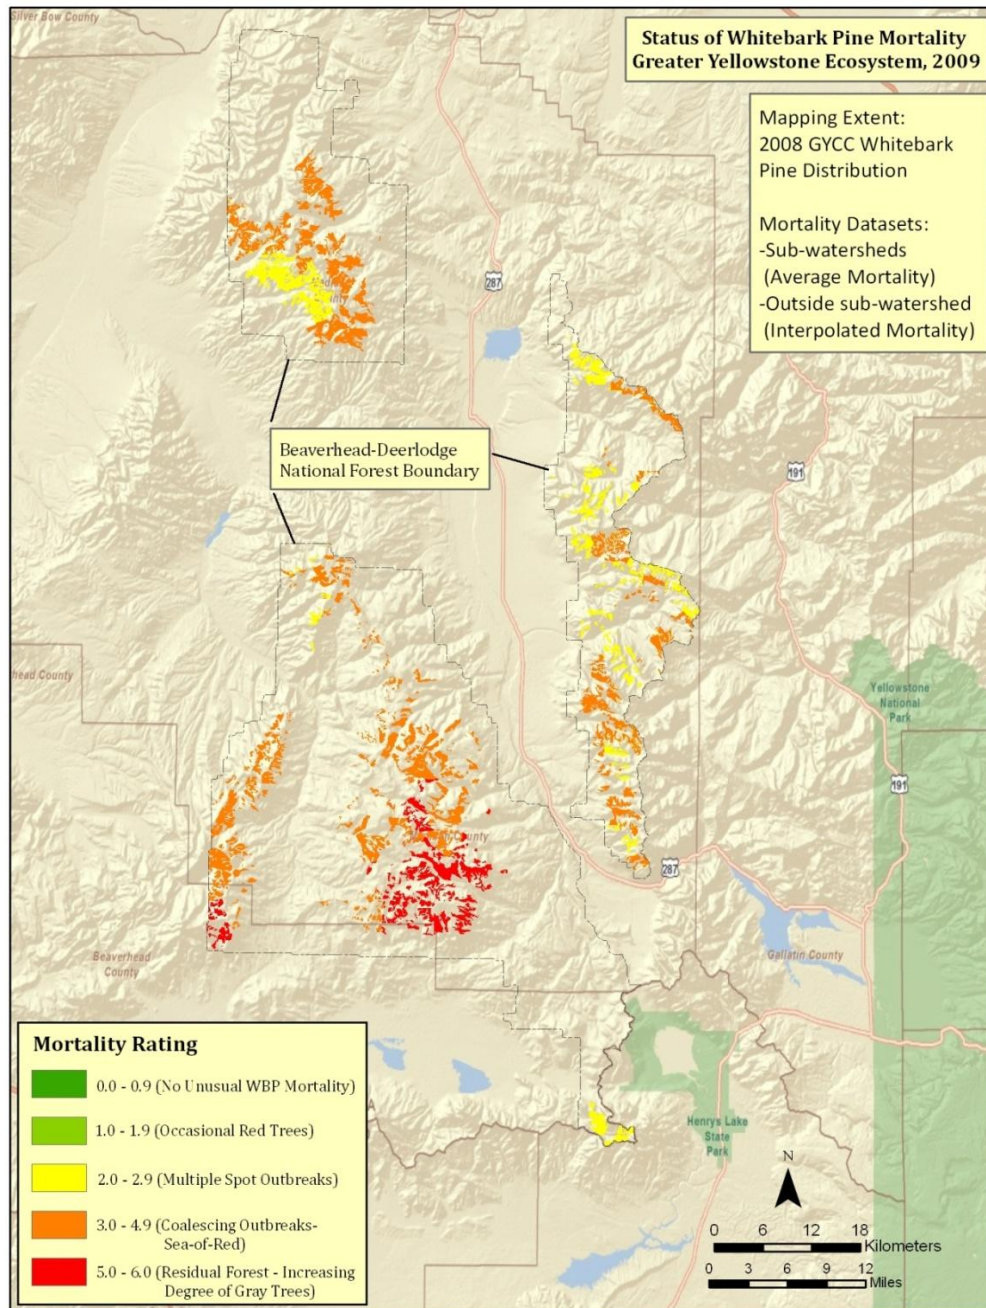 Silver Bow County
Status of Whitebark Pine Mortality
Greater Yellowstone Ecosystem, 2009
Mapping Extent:
2008 GYCC Whitebark
Pine Distribution
Mortality Datasets:
-Sub-watersheds
(Average Mortality)
-Outside sub-watershed
(Interpolated Mortality)
287
County
Beaverhead-Deerlodge
National Forest Boundary
191
head County
Yellowstone
National
Park
191
County
287
Beaverhead
County
Gallatin County
Mortality Rating
0.0 - 0.9 (No Unusual WBP Mortality)
1.0 - 1.9 (Occasional Red Trees)
2.0 - 2.9 (Multiple Spot Outbreaks)
3.0 - 4.9 (Coalescing Outbreaks-
Sea-of-Red)
5.0 - 6.0 (Residual Forest - Increasing
Degree of Gray Trees)
A
Henrys Lake
State
Park
N
0 6 12 18
Kilometers
0 3 6 9 12
Miles